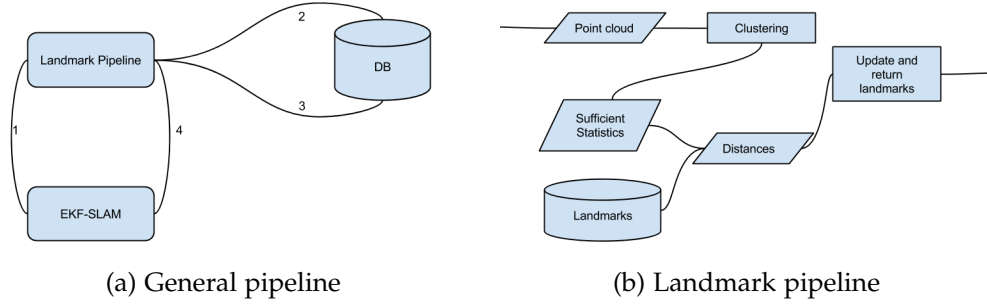 2
Landmark Pipeline
DB
3
1
4
EKF-SLAM
(a) General pipeline
Point cloud
Clustering
Update and
return
landmarks
Sufficient
Statistics
Distances
Landmarks
(b) Landmark pipeline